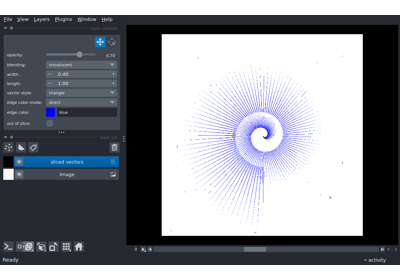 File View Layers Plugins Window Help
opacity: 0.70
blending: translucent
width: 0.40
length: 1.00
vector style: triangle
edge color mode: direct
edge color: blue
out of slice:
sliced vectors
Image
Ready
activity